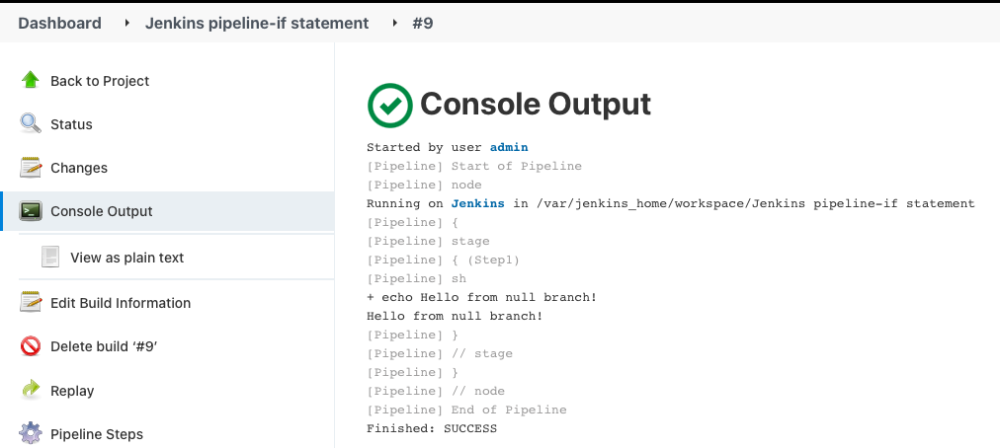 Dashboard ‣ Jenkins pipeline-if statement ‣ #9
Back to Project
Status
Changes
Console Output
View as plain text
Edit Build Information
Delete build ‘#9’
Replay
Pipeline Steps
Console Output
Started by user admin
[Pipeline] Start of Pipeline
[Pipeline] node
Running on Jenkins in /var/jenkins_home/workspace/Jenkins pipeline-if statement
[Pipeline] {
[Pipeline] stage
[Pipeline] { (Step1)
[Pipeline] sh
+ echo Hello from null branch!
Hello from null branch!
[Pipeline] }
[Pipeline] // stage
[Pipeline] }
[Pipeline] // node
[Pipeline] End of Pipeline
Finished: SUCCESS